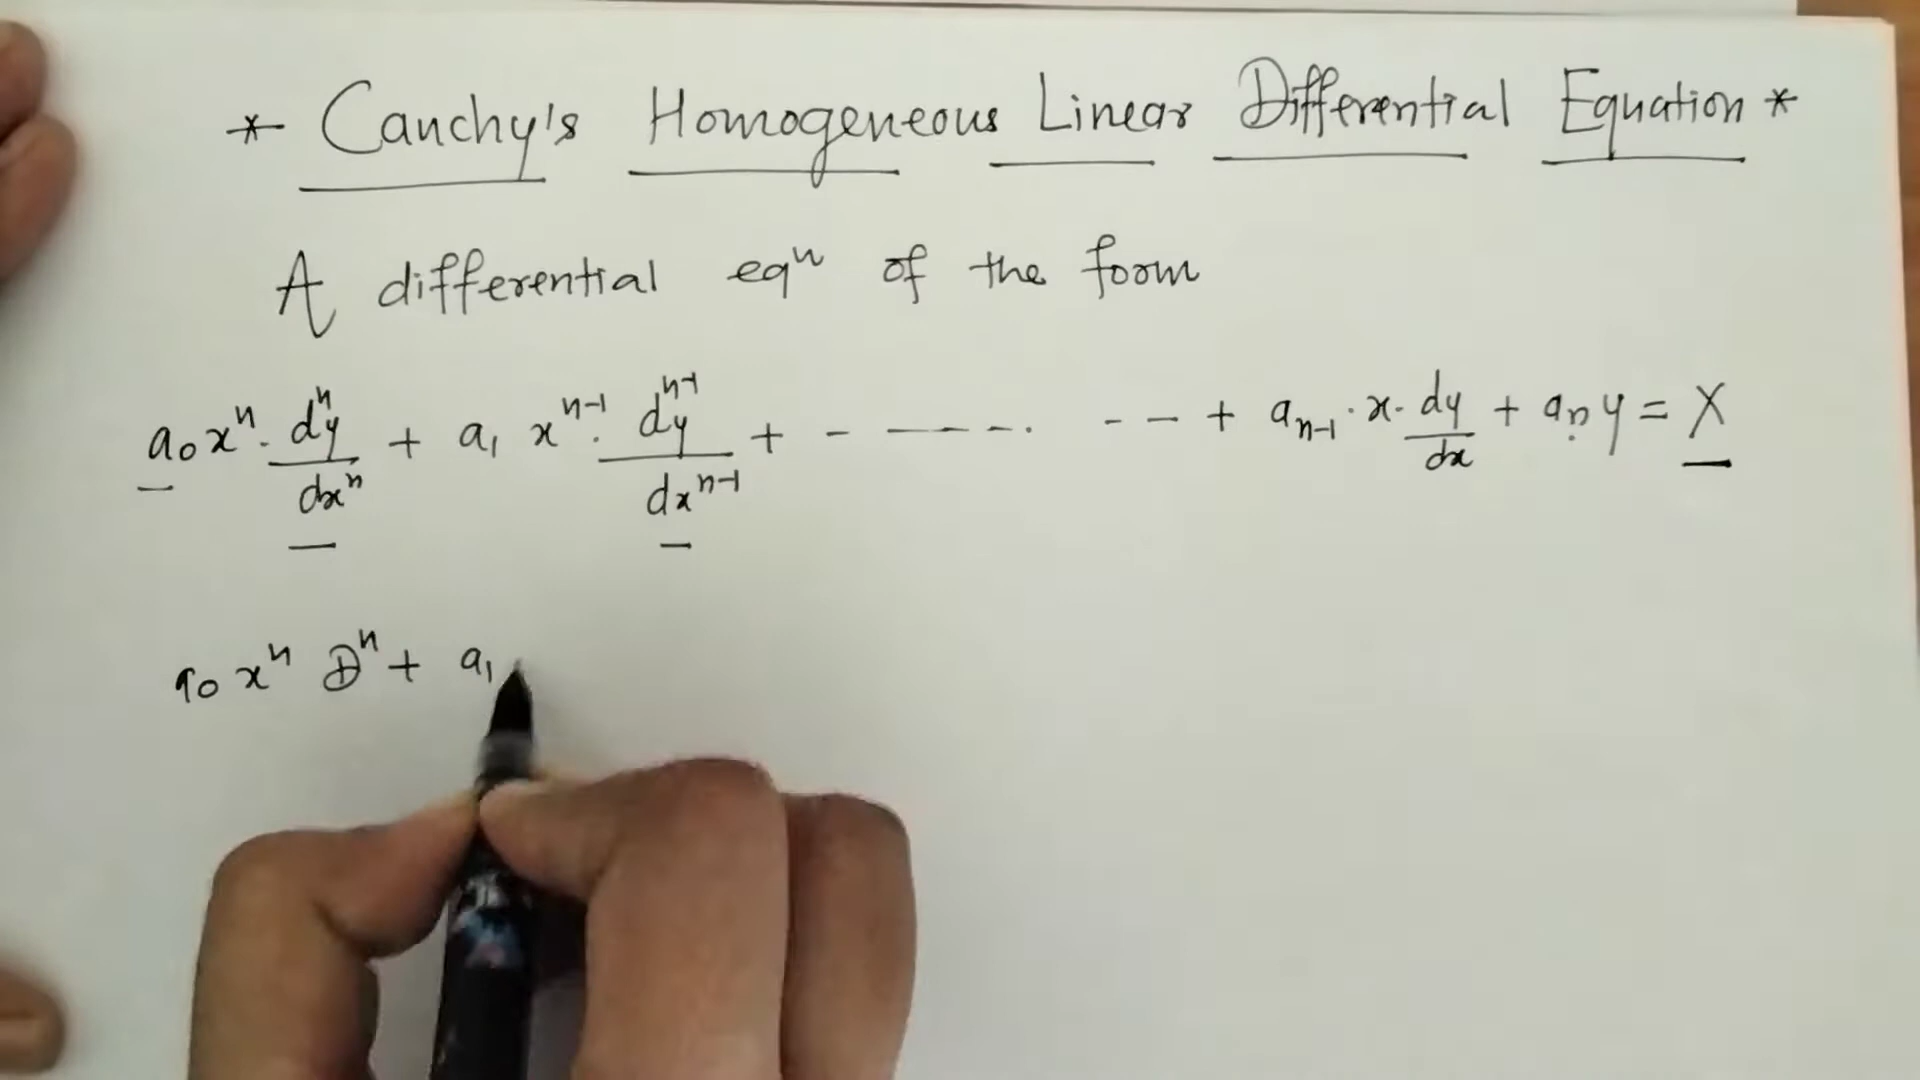 * Cauchy's Homogeneous Linear Differential Equation *
A differential eqⁿ of the form
a₀xⁿ · dⁿy/dxⁿ + a₁ xⁿ⁻¹ · dⁿ⁻¹y/dxⁿ⁻¹ + - - - - - - - + aₙ₋₁ · x · dy/dx + aₙ y = X
a₀ xⁿ Dⁿ + a₁